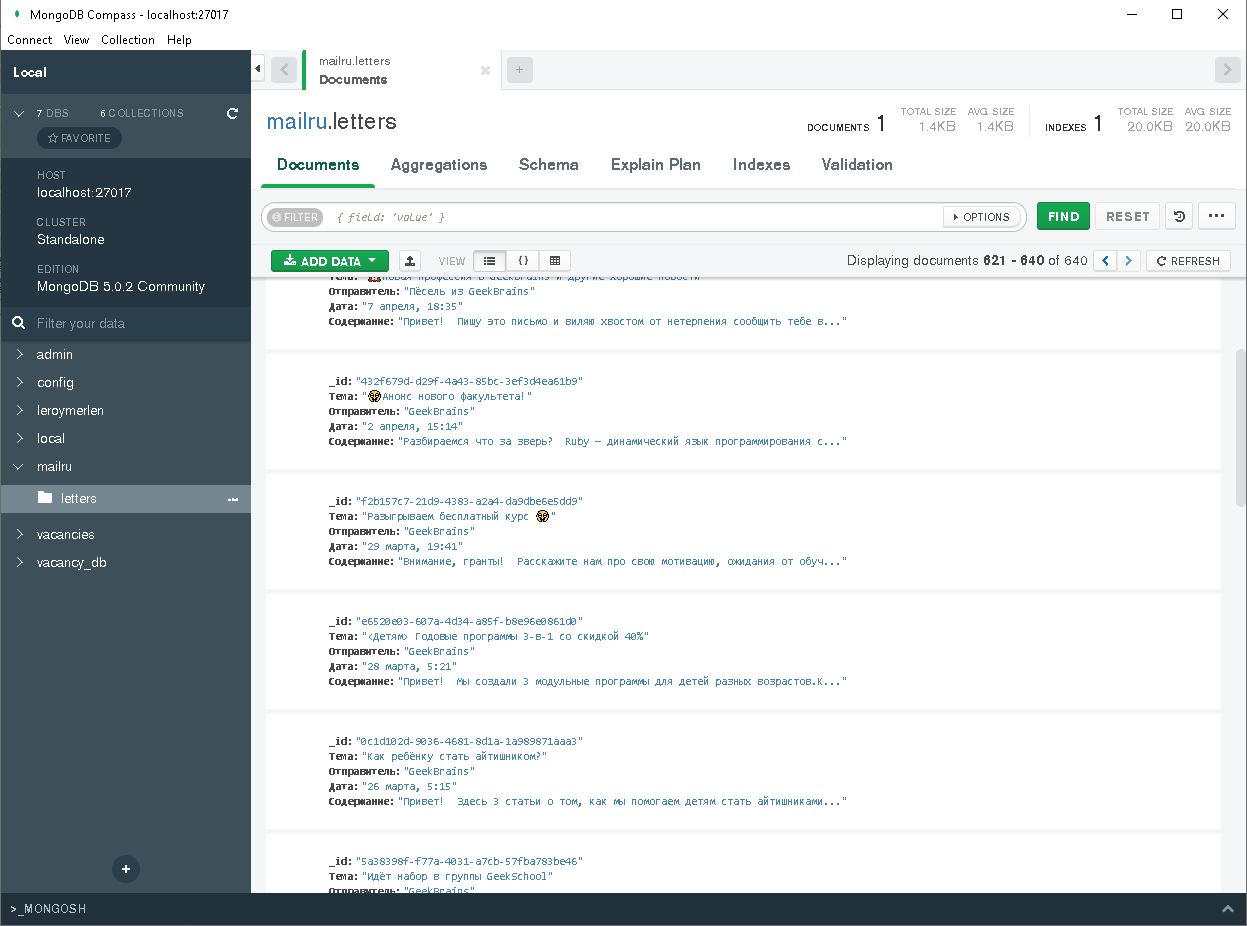 MongoDB Compass - localhost:27017
Connect View Collection Help
Local
7 DBS 6 COLLECTIONS
FAVORITE
HOST
localhost:27017
CLUSTER
Standalone
EDITION
MongoDB 5.0.2 Community
Filter your data
admin
config
leroymerlen
local
mailru
letters
vacancies
vacancy_db
>_MONGOSH
mailru.letters
Documents
mailru.letters
DOCUMENTS 1 TOTAL SIZE 1.4KB AVG. SIZE 1.4KB INDEXES 1 TOTAL SIZE 20.0KB AVG. SIZE 20.0KB
Documents Aggregations Schema Explain Plan Indexes Validation
FILTER { field: 'value' } OPTIONS FIND RESET
ADD DATA VIEW {} Displaying documents 621 - 640 of 640 REFRESH
Тема: "новая профессия в GeekBrains и другие хорошие новости
Отправитель: "Пёсель из GeekBrains"
Дата: "7 апреля, 18:35"
Содержание: "Привет! Пишу это письмо и виляю хвостом от нетерпения сообщить тебе в..."
_id: "432f679d-d29f-4a43-85bc-3ef3d4ea61b9"
Тема: "🤓Анонс нового факультета!"
Отправитель: "GeekBrains"
Дата: "2 апреля, 15:14"
Содержание: "Разбираемся что за зверь? Ruby — динамический язык программирования с..."
_id: "f2b157c7-21d9-4383-a2a4-da9dbe6e5dd9"
Тема: "Разыгрываем бесплатный курс 🤓"
Отправитель: "GeekBrains"
Дата: "29 марта, 19:41"
Содержание: "Внимание, гранты! Расскажите нам про свою мотивацию, ожидания от обуч..."
_id: "e6520e03-607a-4d34-a85f-b8e96e0861d0"
Тема: "<Детям> Годовые программы 3-в-1 со скидкой 40%"
Отправитель: "GeekBrains"
Дата: "28 марта, 5:21"
Содержание: "Привет! Мы создали 3 модульные программы для детей разных возрастов.К..."
_id: "0c1d102d-9036-4681-8d1a-1a989871aaa3"
Тема: "Как ребёнку стать айтишником?"
Отправитель: "GeekBrains"
Дата: "26 марта, 5:15"
Содержание: "Привет! Здесь 3 статьи о том, как мы помогаем детям стать айтишниками..."
_id: "5a38398f-f77a-4031-a7cb-57fba783be46"
Тема: "Идёт набор в группы GeekSchool"
Отправитель: "GeekBrains"